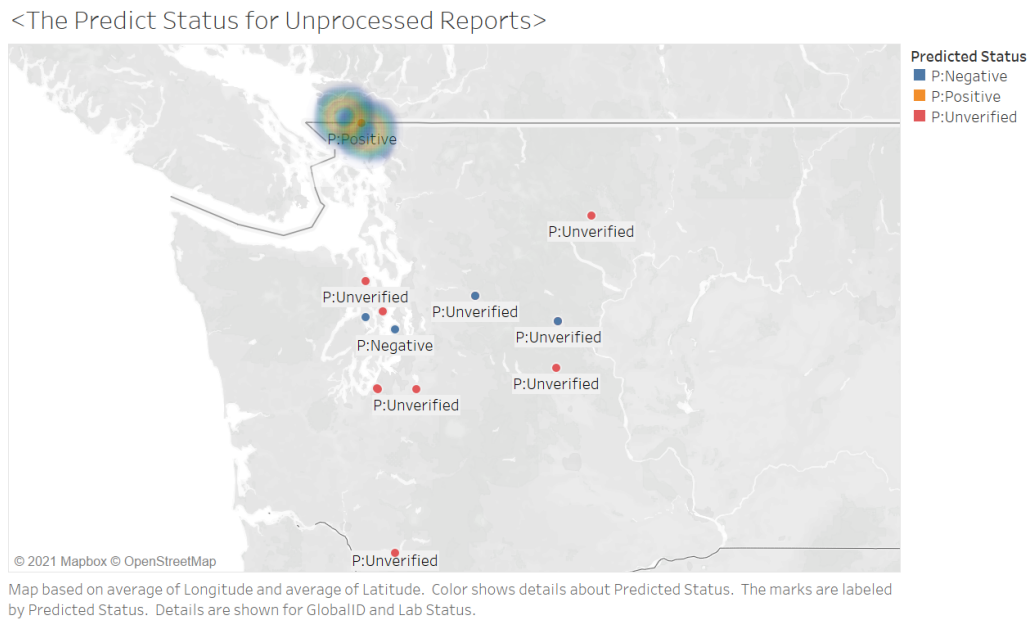 <The Predict Status for Unprocessed Reports>
Predicted Status
P:Negative
P:Positive
P:Unverified
P:Positive
P:Unverified
P:Unverified
P:Unverified
P:Unverified
P:Negative
P:Unverified
P:Unverified
P:Unverified
© 2021 Mapbox © OpenStreetMap
Map based on average of Longitude and average of Latitude. Color shows details about Predicted Status. The marks are labeled
by Predicted Status. Details are shown for GlobalID and Lab Status.